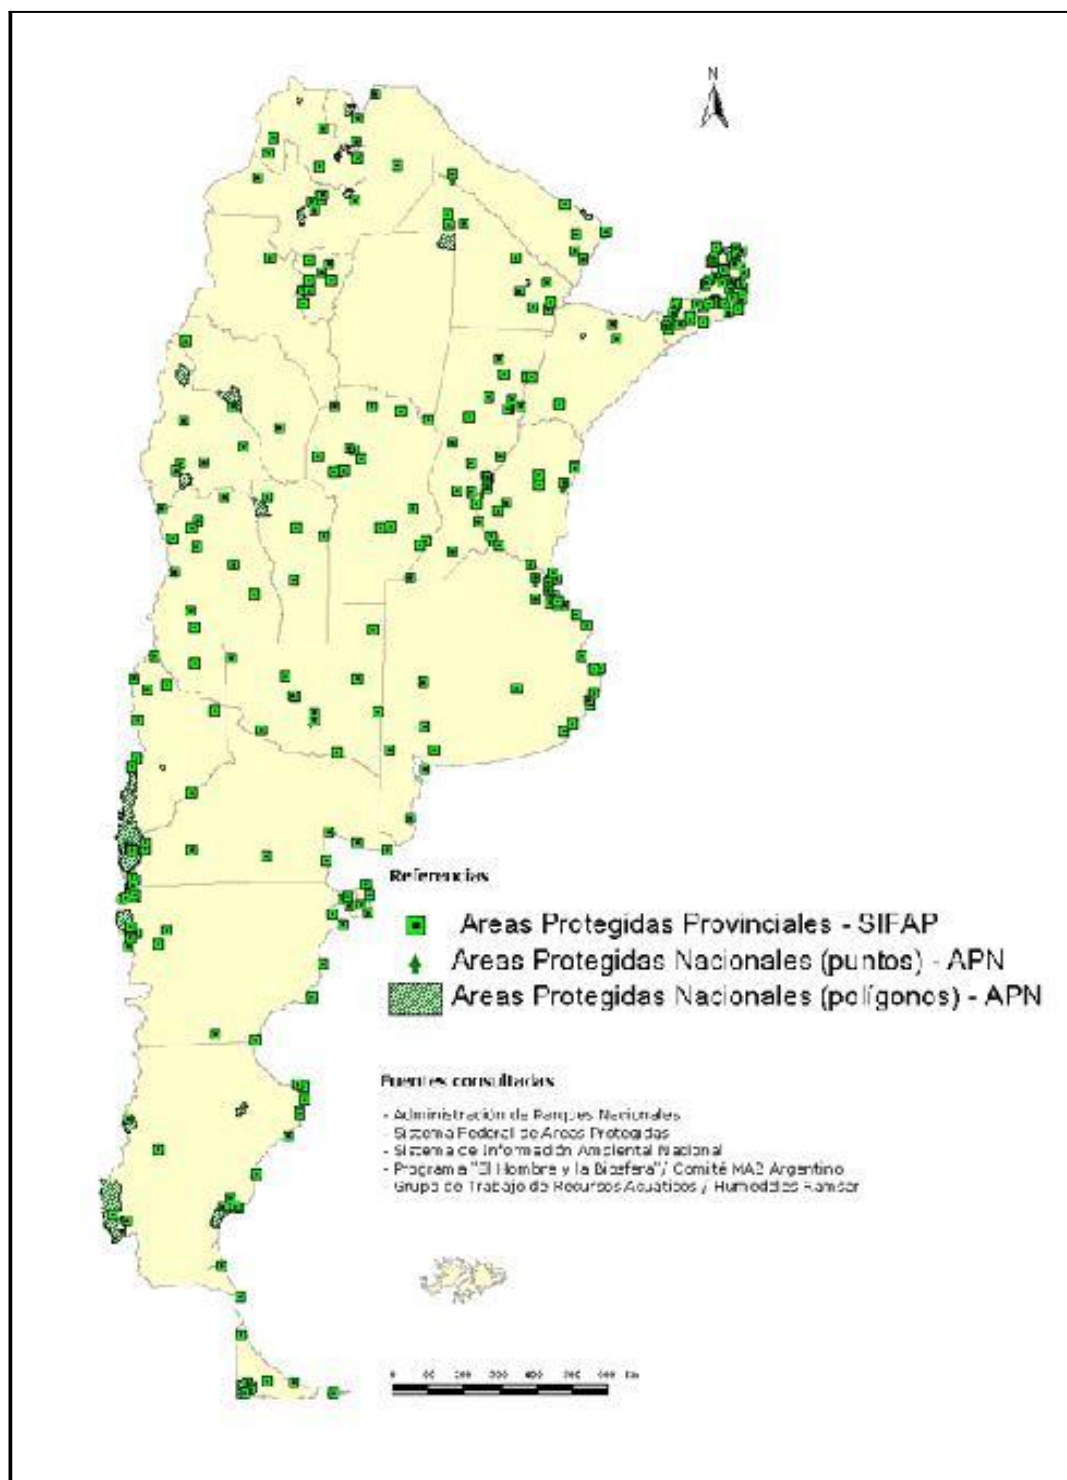 N
Referencias
Areas Protegidas Provinciales - SIFAP
Areas Protegidas Nacionales (puntos) - APN
Areas Protegidas Nacionales (polígonos) - APN
Fuentes consultadas
- Administración de Parques Nacionales
- Sistema Federal de Areas Protegidas
- Sistema de Información Ambiental Nacional
- Programa "El Hombre y la Biosfera"/ Comité MAB Argentino
- Grupo de Trabajo de Recursos Acuáticos / Humedales Ramsar
0